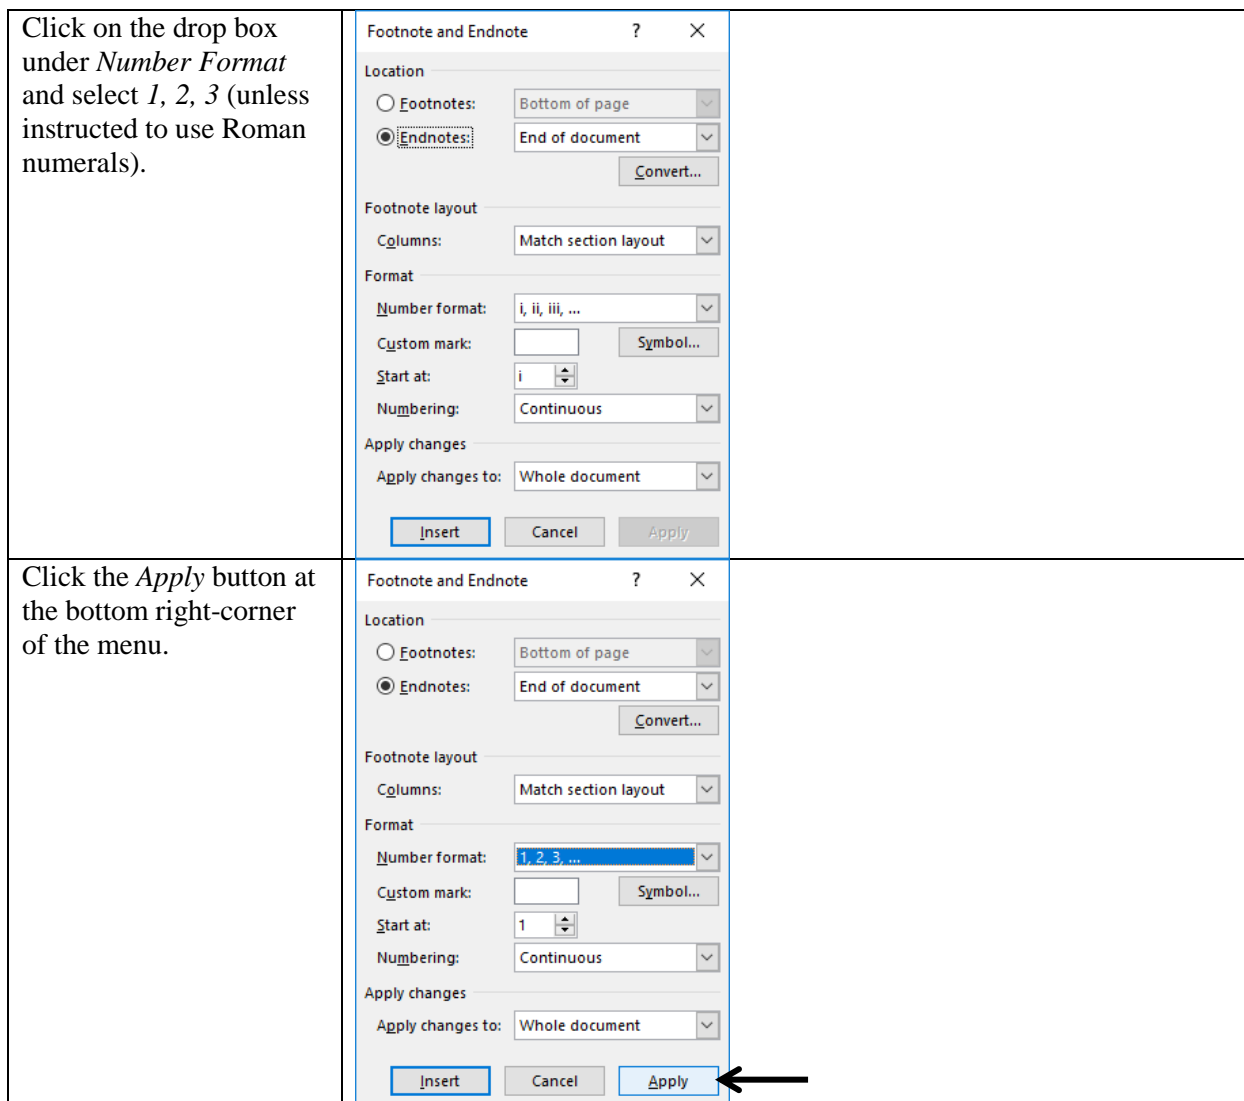 Click on the drop box
under Number Format
and select 1, 2, 3 (unless
instructed to use Roman
numerals).
Footnote and Endnote ?
Location
Footnotes: Bottom of page
Endnotes: End of document
Convert...
Footnote layout
Columns: Match section layout
Format
Number format: i, ii, iii, ...
Custom mark: Symbol...
Start at: i
Numbering: Continuous
Apply changes
Apply changes to: Whole document
Insert Cancel Apply
Click the Apply button at
the bottom right-corner
of the menu.
Footnote and Endnote ?
Location
Footnotes: Bottom of page
Endnotes: End of document
Convert...
Footnote layout
Columns: Match section layout
Format
Number format: 1, 2, 3, ...
Custom mark: Symbol...
Start at: 1
Numbering: Continuous
Apply changes
Apply changes to: Whole document
Insert Cancel Apply